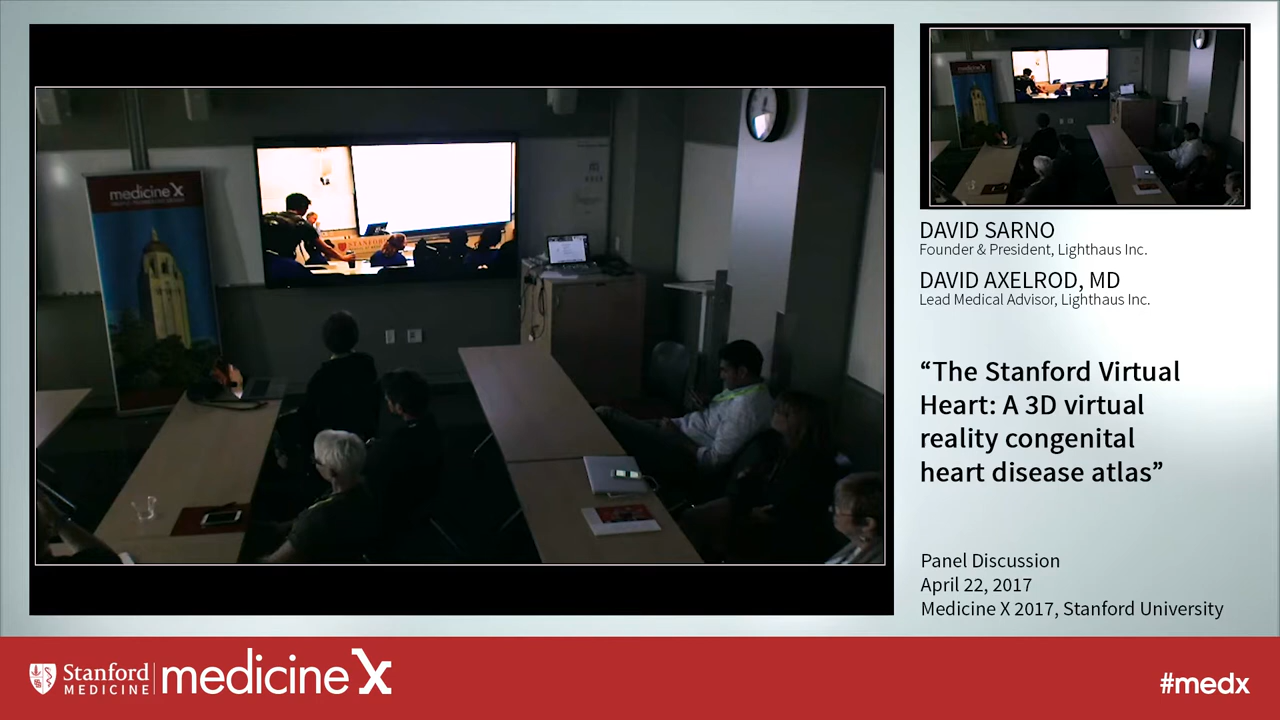 medicine X
STANFORD
DAVID SARNO
Founder & President, Lighthaus Inc.
DAVID AXELROD, MD
Lead Medical Advisor, Lighthaus Inc.
“The Stanford Virtual
Heart: A 3D virtual
reality congenital
heart disease atlas”
Panel Discussion
April 22, 2017
Medicine X 2017, Stanford University
Stanford
MEDICINE
medicine X
#medx